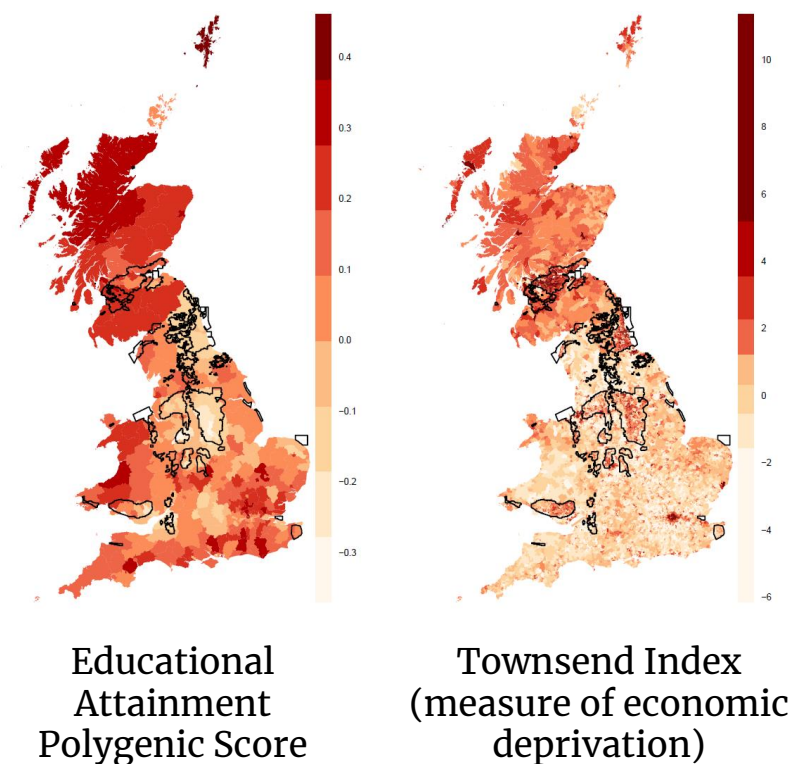 0.4
0.3
0.2
0.1
0.0
−0.1
−0.2
−0.3
10
8
6
4
2
0
−2
−4
−6
Educational
Attainment
Polygenic Score
Townsend Index
(measure of economic
deprivation)